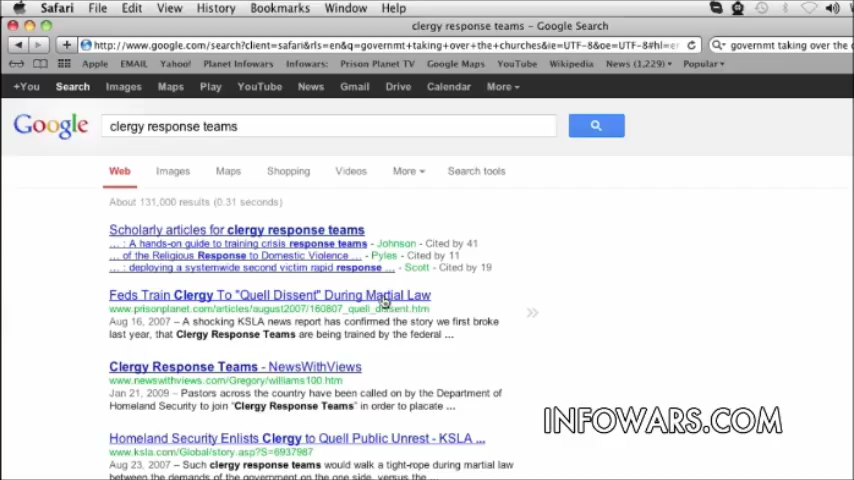 Safari File Edit View History Bookmarks Window Help
clergy response teams – Google Search
http://www.google.com/search?client=safari&rls=en&q=governmt+taking+over+the+churches&ie=UTF-8&oe=UTF-8#hl=e governmt taking over the
Apple EMAIL Yahoo! Planet Infowars Infowars: Prison Planet TV Google Maps YouTube Wikipedia News (1,229) Popular
+You Search Images Maps Play YouTube News Gmail Drive Calendar More
Google clergy response teams
Web Images Maps Shopping Videos More Search tools
About 131,000 results (0.31 seconds)
Scholarly articles for clergy response teams
... : A hands-on guide to training crisis response teams - Johnson - Cited by 41
... of the Religious Response to Domestic Violence ... - Pyles - Cited by 11
... : deploying a systemwide second victim rapid response ... - Scott - Cited by 19
Feds Train Clergy To "Quell Dissent" During Martial Law
www.prisonplanet.com/articles/august2007/160807_quell_dissent.htm
»
Aug 16, 2007 – A shocking KSLA news report has confirmed the story we first broke
last year, that Clergy Response Teams are being trained by the federal ...
Clergy Response Teams - NewsWithViews
www.newswithviews.com/Gregory/williams100.htm
Jan 21, 2009 – Pastors across the country have been called on by the Department of
Homeland Security to join "Clergy Response Teams" in order to placate ...
INFOWARS.COM
Homeland Security Enlists Clergy to Quell Public Unrest - KSLA ...
www.ksla.com/Global/story.asp?S=6937987
Aug 23, 2007 – Such clergy response teams would walk a tight-rope during martial law
between the demands of the government on the one side, versus the ...